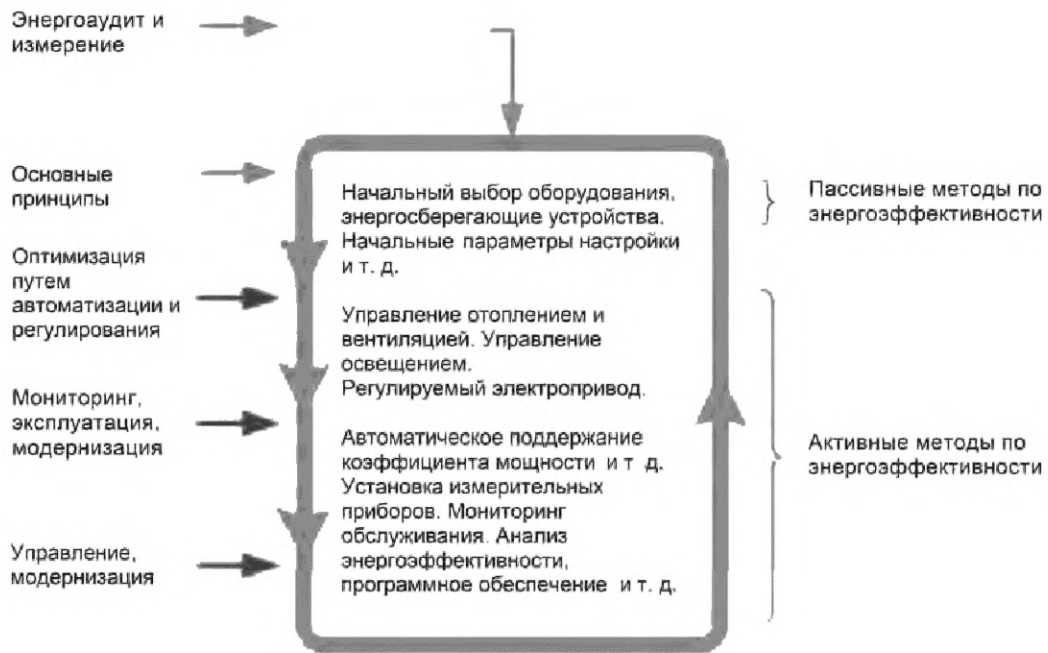 Энергоаудит и
измерение
Основные
принципы
Оптимизация
путем
автоматизации и
регулирования
Мониторинг,
эксплуатация,
модернизация
Управление,
модернизация
Начальный выбор оборудования,
энергосберегающие устройства.
Начальные параметры настройки
и т. д.
Управление отоплением и
вентиляцией. Управление
освещением.
Регулируемый электропривод.
Автоматическое поддержание
коэффициента мощности и т д.
Установка измерительных
приборов. Мониторинг
обслуживания. Анализ
энергоэффективности,
программное обеспечение и т. д.
Пассивные методы по
энергоэффективности
Активные методы по
энергоэффективности